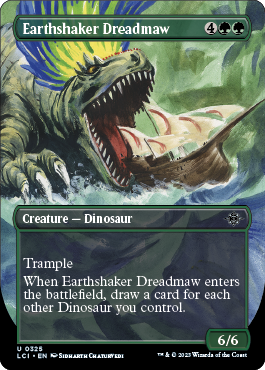 Earthshaker Dreadmaw 4
Creature — Dinosaur
Trample
When Earthshaker Dreadmaw enters
the battlefield, draw a card for each
other Dinosaur you control.
6/6
U 0325
LCI • EN Sidharth Chaturvedi
™ & © 2023 Wizards of the Coast